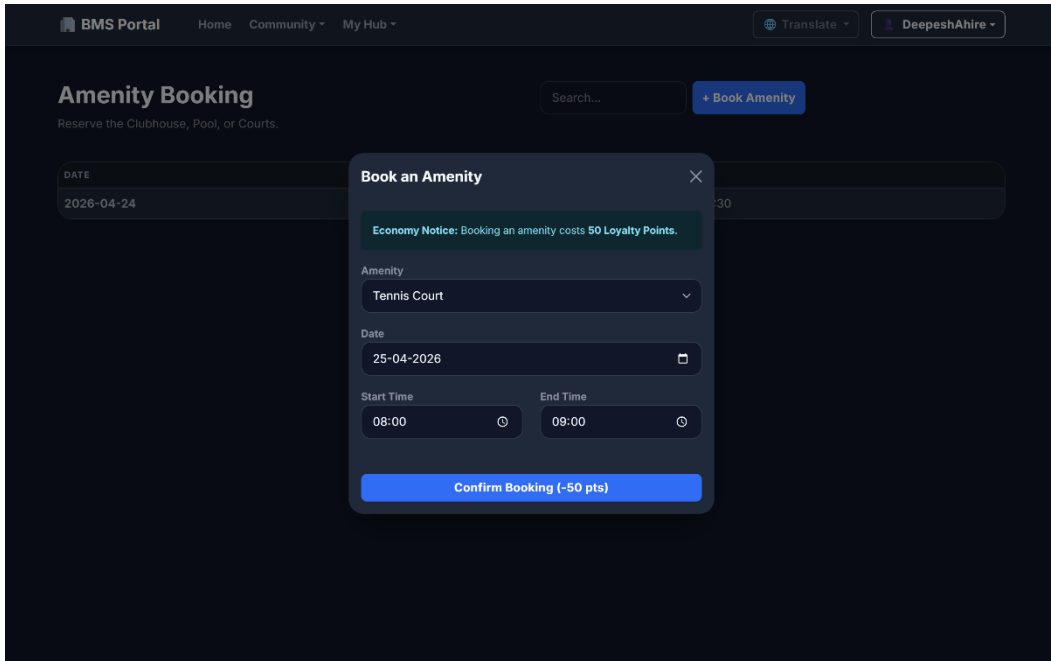 BMS Portal Home Community My Hub Translate DeepeshAhire
Amenity Booking
Search... + Book Amenity
Reserve the Clubhouse, Pool, or Courts.
DATE
2026-04-24 :30
Book an Amenity
Economy Notice: Booking an amenity costs 50 Loyalty Points.
Amenity
Tennis Court
Date
25-04-2026
Start Time End Time
08:00 09:00
Confirm Booking (-50 pts)